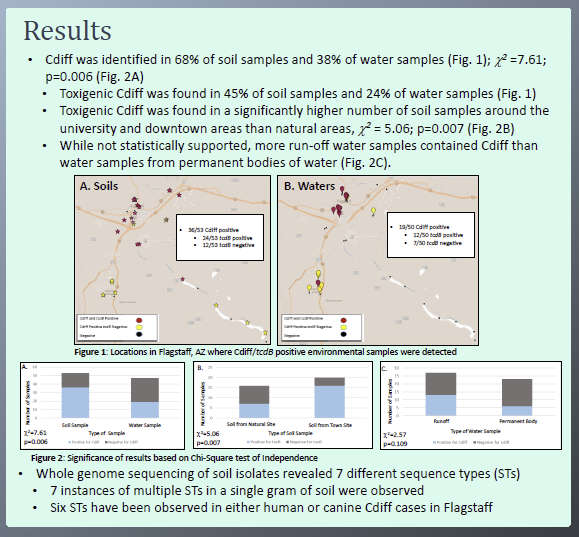 Results
• Cdiff was identified in 68% of soil samples and 38% of water samples (Fig. 1); χ² =7.61;
p=0.006 (Fig. 2A)
• Toxigenic Cdiff was found in 45% of soil samples and 24% of water samples (Fig. 1)
• Toxigenic Cdiff was found in a significantly higher number of soil samples around the
university and downtown areas than natural areas, χ² = 5.06; p=0.007 (Fig. 2B)
• While not statistically supported, more run-off water samples contained Cdiff than
water samples from permanent bodies of water (Fig. 2C).
A. Soils
• 36/53 Cdiff positive
• 24/53 tcdB positive
• 12/53 tcdB negative
Cdiff and tcdB Positive
Cdiff Positive tcdB Negative
Negative
B. Waters
• 19/50 Cdiff positive
• 12/50 tcdB positive
• 7/50 tcdB negative
Cdiff and tcdB Positive
Cdiff Positive tcdB Negative
Negative
Figure 1: Locations in Flagstaff, AZ where Cdiff/tcdB positive environmental samples were detected
A.
Number of Samples
Soil Sample Water Sample
Type of Sample
χ²=7.61
p=0.006
Positive for Cdiff Negative for Cdiff
B.
Number of Samples
Soil from Natural Site Soil from Town Site
Type of Soil Sample
χ²=5.06
p=0.007
Positive for tcdB Negative for tcdB
C.
Number of Samples
Runoff Permanent Body
Type of Water Sample
χ²=2.57
p=0.109
Positive for Cdiff Negative for Cdiff
Figure 2: Significance of results based on Chi-Square test of Independence
• Whole genome sequencing of soil isolates revealed 7 different sequence types (STs)
• 7 instances of multiple STs in a single gram of soil were observed
• Six STs have been observed in either human or canine Cdiff cases in Flagstaff